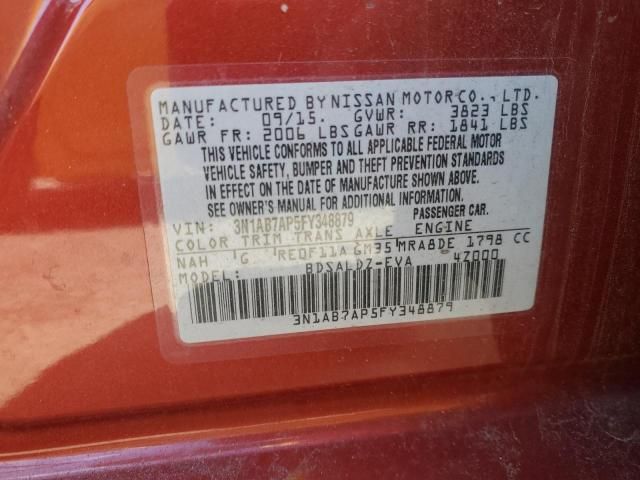 MANUFACTURED BY NISSAN MOTOR CO., LTD.
DATE: 09/15. GVWR: 3823 LBS
GAWR FR: 2006 LBS GAWR RR: 1841 LBS
THIS VEHICLE CONFORMS TO ALL APPLICABLE FEDERAL MOTOR
VEHICLE SAFETY, BUMPER AND THEFT PREVENTION STANDARDS
IN EFFECT ON THE DATE OF MANUFACTURE SHOWN ABOVE.
SEE OWNER'S MANUAL FOR ADDITIONAL INFORMATION.
VIN: 3N1AB7AP5FY348879 PASSENGER CAR.
COLOR TRIM TRANS AXLE ENGINE
NAH G RE0F11A GM35 MRA8DE 1798 CC
MODEL: BDSALDZ-EVA 4Z000
3N1AB7AP5FY348879